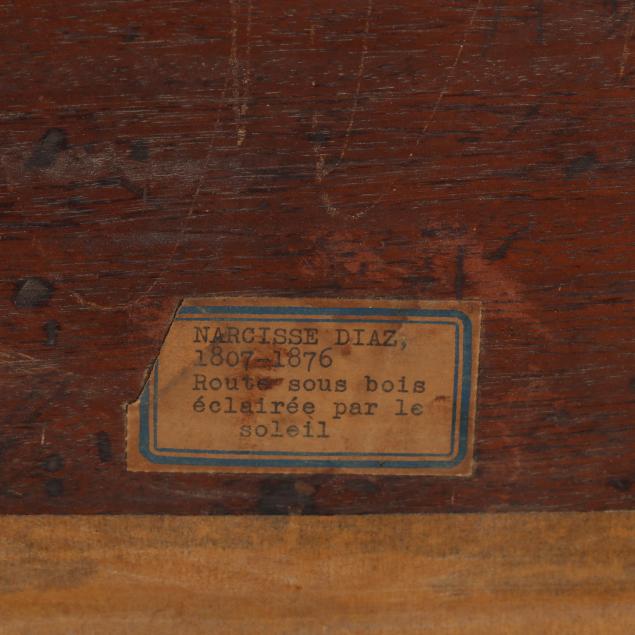 NARCISSE DIAZ,
1807-1876
Route sous bois
éclairée par le
soleil